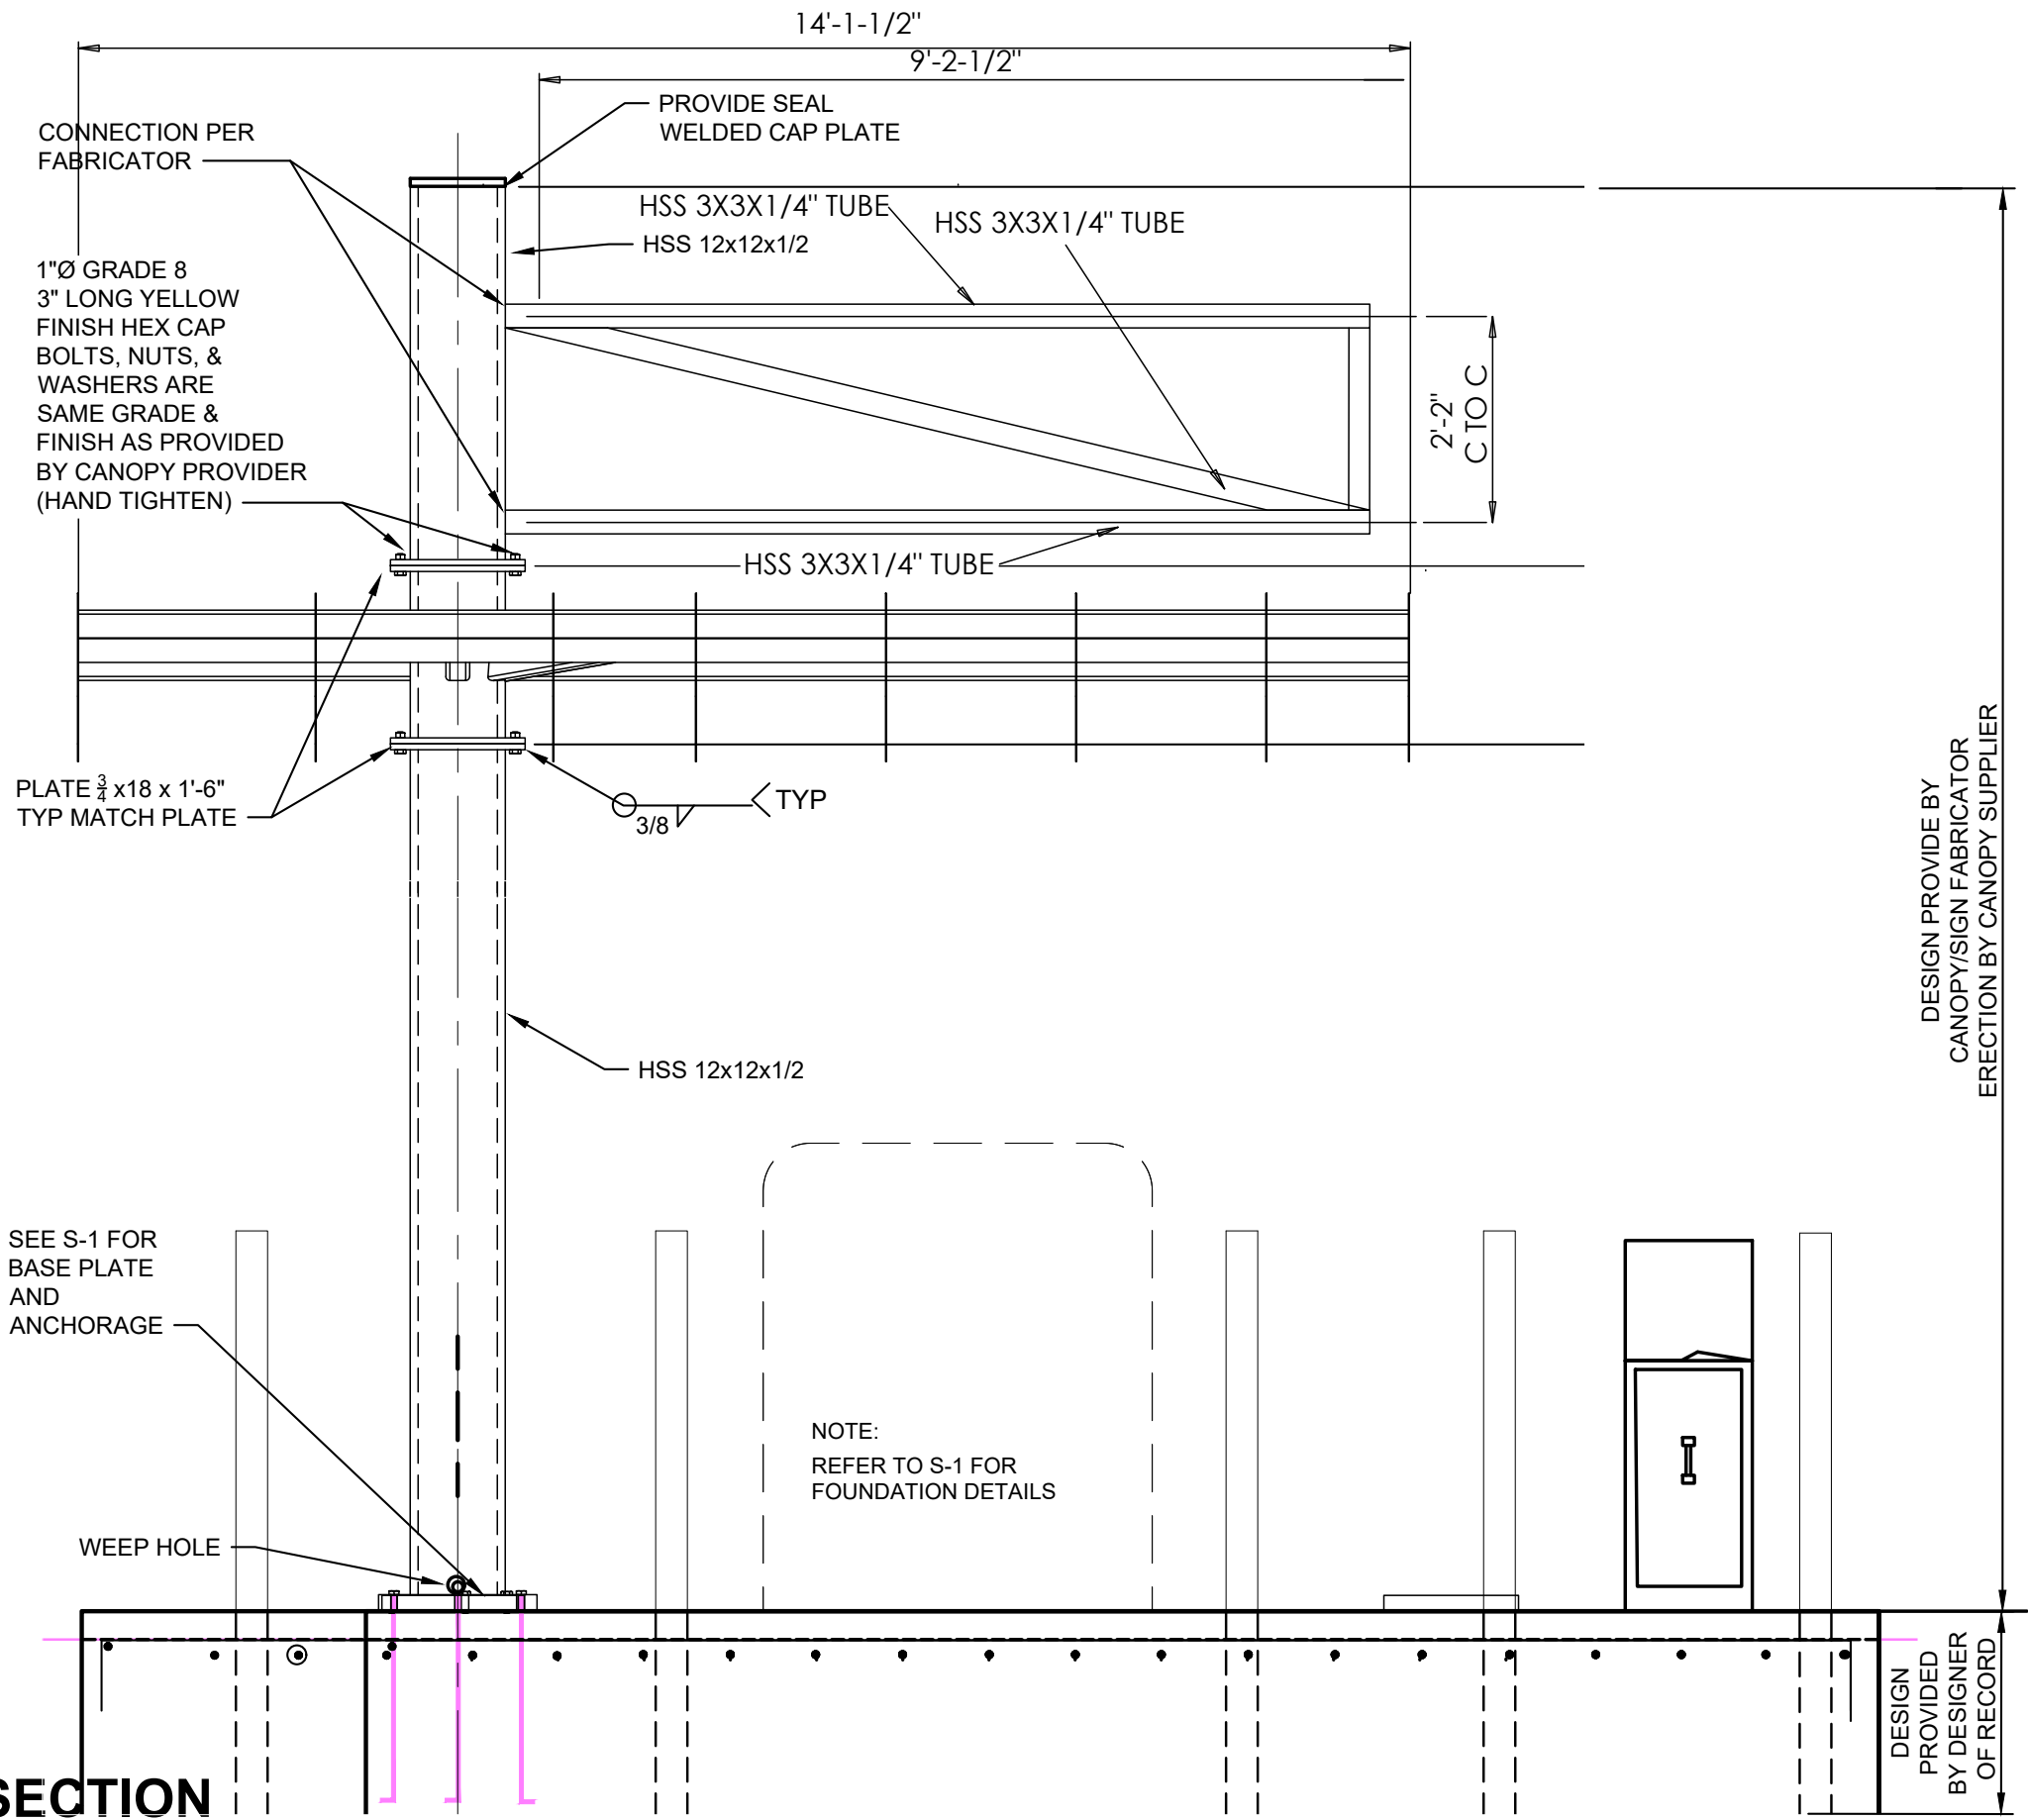 14'-1-1/2"
9'-2-1/2"
PROVIDE SEAL
WELDED CAP PLATE
CONNECTION PER
FABRICATOR
HSS 3X3X1/4" TUBE
HSS 3X3X1/4" TUBE
HSS 12x12x1/2
1"Ø GRADE 8
3" LONG YELLOW
FINISH HEX CAP
BOLTS, NUTS, &
WASHERS ARE
SAME GRADE &
FINISH AS PROVIDED
BY CANOPY PROVIDER
(HAND TIGHTEN)
2'-2"
C TO C
HSS 3X3X1/4" TUBE
PLATE 3/4 x18 x 1'-6"
TYP MATCH PLATE
3/8
TYP
DESIGN PROVIDE BY
CANOPY/SIGN FABRICATOR
ERECTION BY CANOPY SUPPLIER
HSS 12x12x1/2
SEE S-1 FOR
BASE PLATE
AND
ANCHORAGE
NOTE:
REFER TO S-1 FOR
FOUNDATION DETAILS
WEEP HOLE
DESIGN
PROVIDED
BY DESIGNER
OF RECORD
SECTION